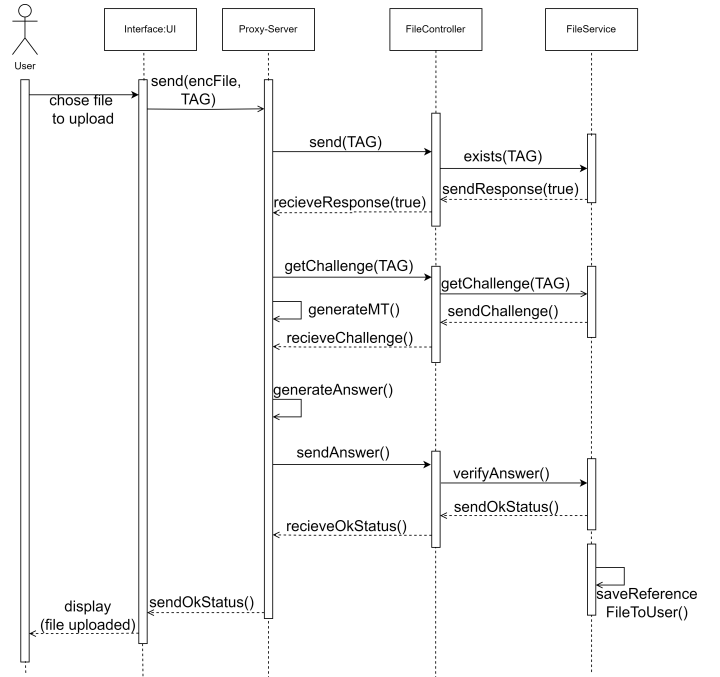 Interface:UI
Proxy-Server
FileController
FileService
User
send(encFile,
TAG)
chose file
to upload
send(TAG)
exists(TAG)
sendResponse(true)
recieveResponse(true)
getChallenge(TAG)
getChallenge(TAG)
generateMT()
sendChallenge()
recieveChallenge()
generateAnswer()
sendAnswer()
verifyAnswer()
sendOkStatus()
recieveOkStatus()
saveReference
FileToUser()
sendOkStatus()
display
(file uploaded)